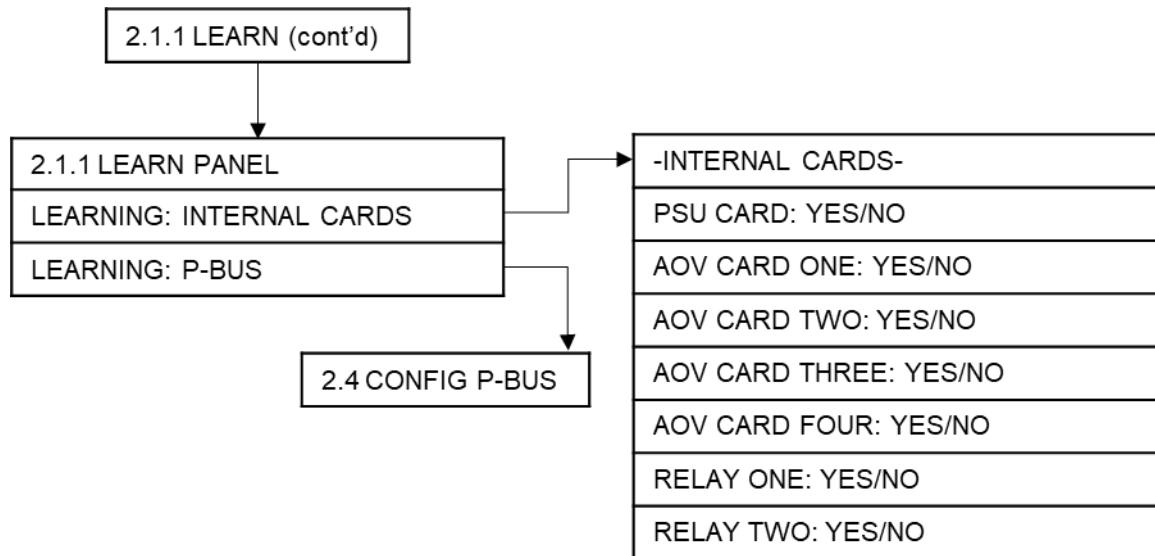 2.1.1 LEARN (cont’d)
2.1.1 LEARN PANEL
LEARNING: INTERNAL CARDS
LEARNING: P-BUS
2.4 CONFIG P-BUS
-INTERNAL CARDS-
PSU CARD: YES/NO
AOV CARD ONE: YES/NO
AOV CARD TWO: YES/NO
AOV CARD THREE: YES/NO
AOV CARD FOUR: YES/NO
RELAY ONE: YES/NO
RELAY TWO: YES/NO